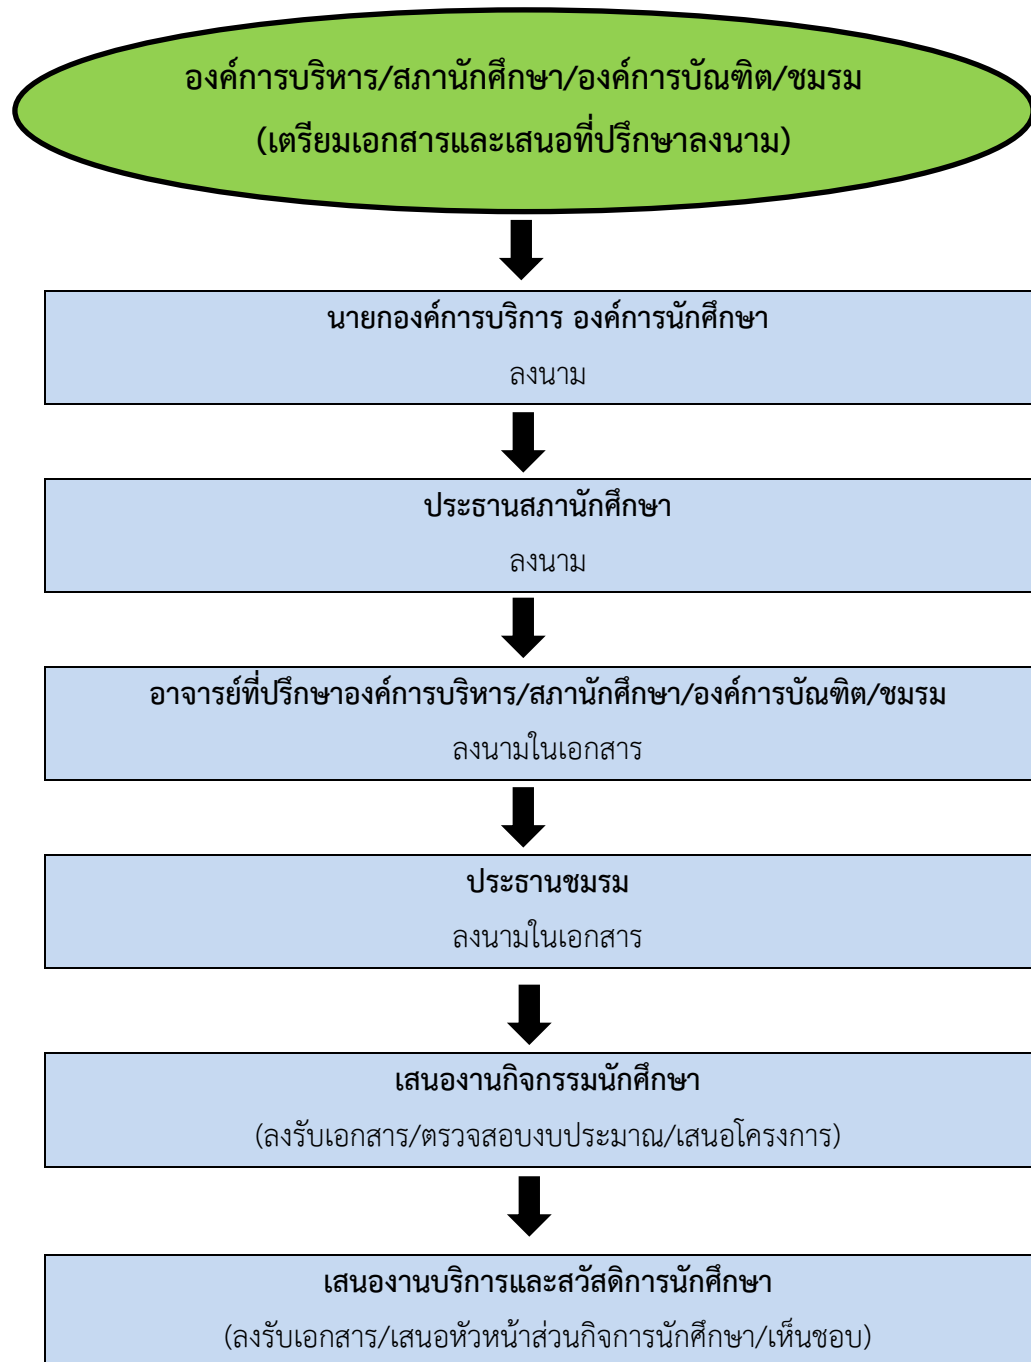 องค์การบริหาร/สภานักศึกษา/องค์การบัณฑิต/ชมรม
(เตรียมเอกสารและเสนอที่ปรึกษาลงนาม)
นายกองค์การบริการ องค์การนักศึกษา
ลงนาม
ประธานสภานักศึกษา
ลงนาม
อาจารย์ที่ปรึกษาองค์การบริหาร/สภานักศึกษา/องค์การบัณฑิต/ชมรม
ลงนามในเอกสาร
ประธานชมรม
ลงนามในเอกสาร
เสนองานกิจกรรมนักศึกษา
(ลงรับเอกสาร/ตรวจสอบงบประมาณ/เสนอโครงการ)
เสนองานบริการและสวัสดิการนักศึกษา
(ลงรับเอกสาร/เสนอหัวหน้าส่วนกิจการนักศึกษา/เห็นชอบ)